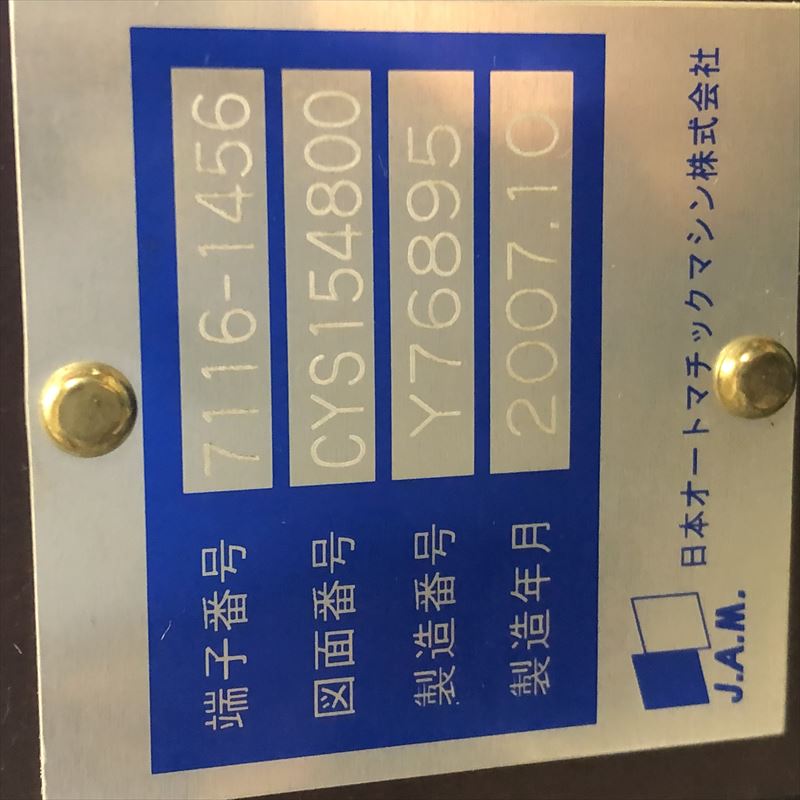 端子番号 7116-1456
図面番号 CYS154800
製造番号 Y76895
製造年月 2007.10
J.A.M. 日本オートマチックマシン株式会社